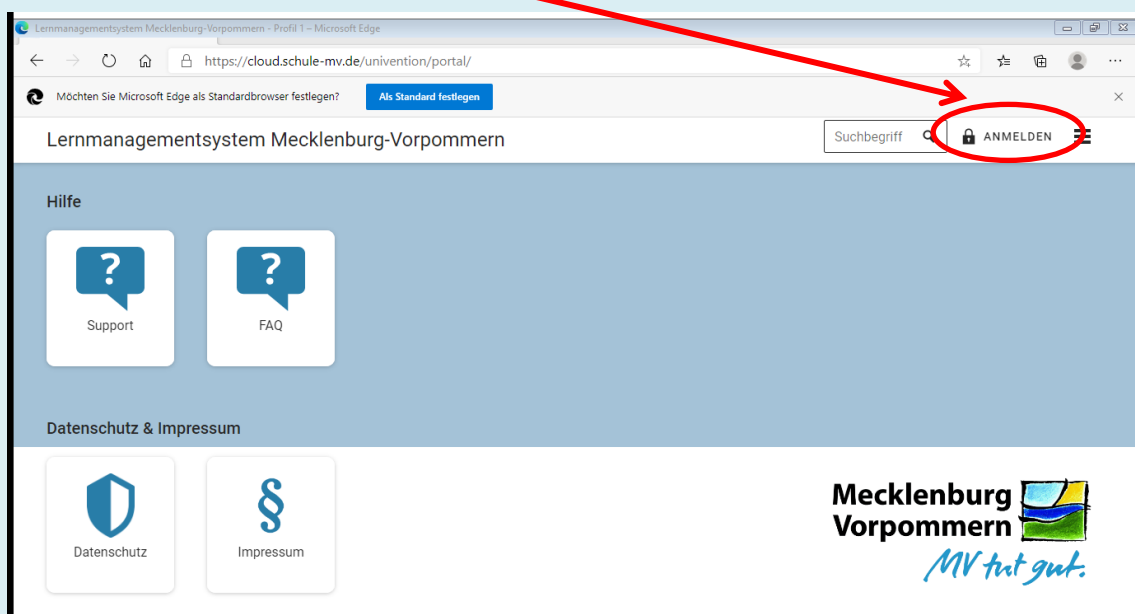 Lernmanagementsystem Mecklenburg-Vorpommern - Profil 1 – Microsoft Edge
https://cloud.schule-mv.de/univention/portal/
Möchten Sie Microsoft Edge als Standardbrowser festlegen? Als Standard festlegen
Lernmanagementsystem Mecklenburg-Vorpommern Suchbegriff ANMELDEN
Hilfe
? ?
Support FAQ
Datenschutz & Impressum
§
Datenschutz Impressum
Mecklenburg
Vorpommern
MV tut gut.